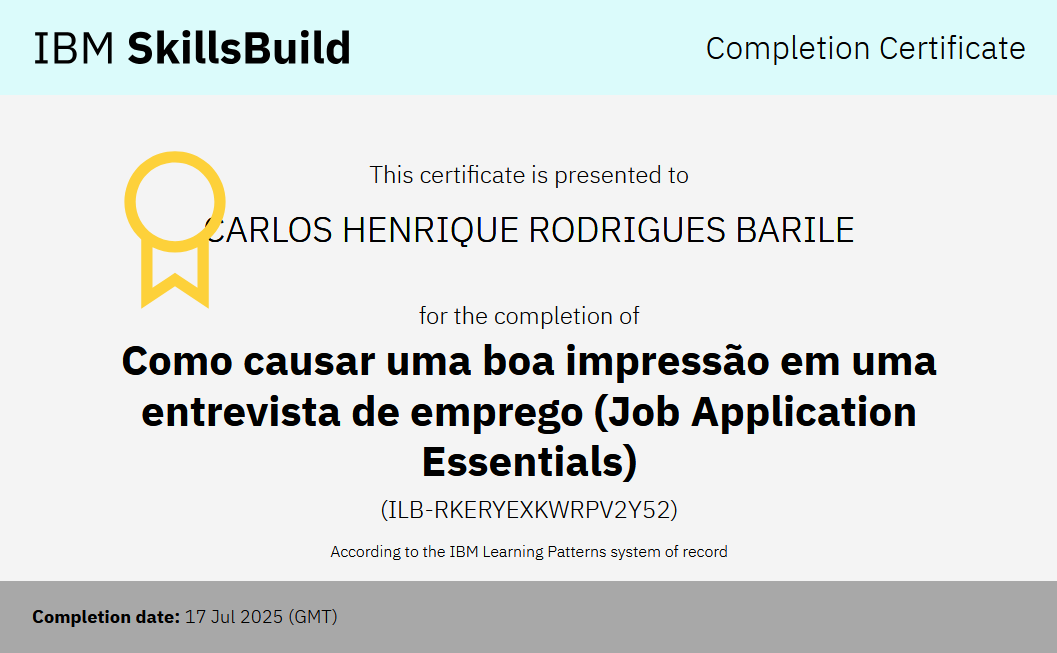 IBM SkillsBuild
Completion Certificate
This certificate is presented to
CARLOS HENRIQUE RODRIGUES BARILE
for the completion of
Como causar uma boa impressão em uma
entrevista de emprego (Job Application
Essentials)
(ILB-RKERYEXKWRPV2Y52)
According to the IBM Learning Patterns system of record
Completion date: 17 Jul 2025 (GMT)